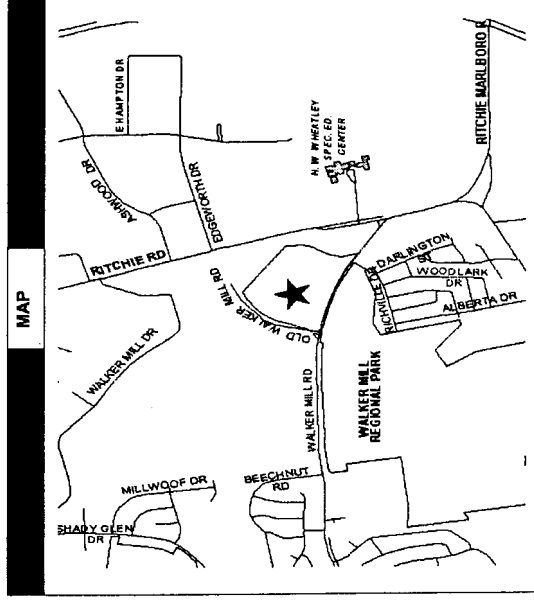 MAP
E HAMPTON DR
ASHWOOD DR
EDGEWORTH DR
RITCHIE RD
H. W. WHEATLEY
SPEC. ED.
CENTER
RITCHIE MARLBORO R
OLD WALKER MILL RD
WALKER MILL DR
RICHVILLE DR
DARLINGTON
ST
WOODLARK
DR
ALBERTA DR
WALKER MILL RD
WALKER MILL
REGIONAL PARK
MILLWOOF DR
BEECHNUT
RD
SHADY GLEN
DR